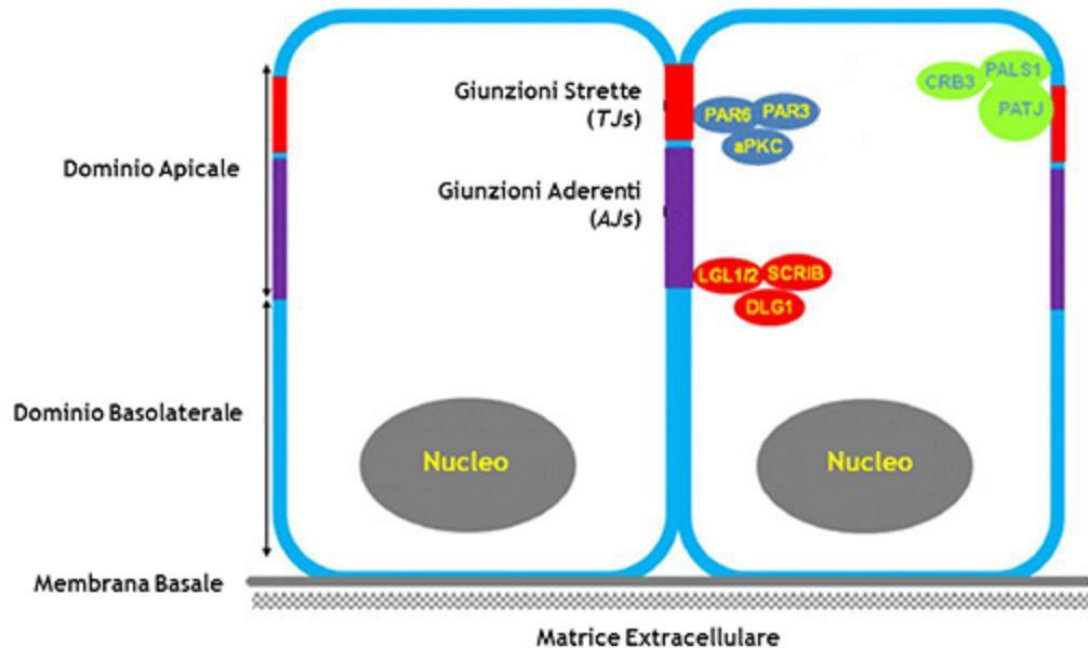 Giunzioni Strette
(TJs)
Dominio Apicale
Giunzioni Aderenti
(AJs)
PAR6 PAR3
aPKC
CRB3 PALS1
PATJ
LGL1/2 SCRIB
DLG1
Dominio Basolaterale
Nucleo
Nucleo
Membrana Basale
Matrice Extracellulare